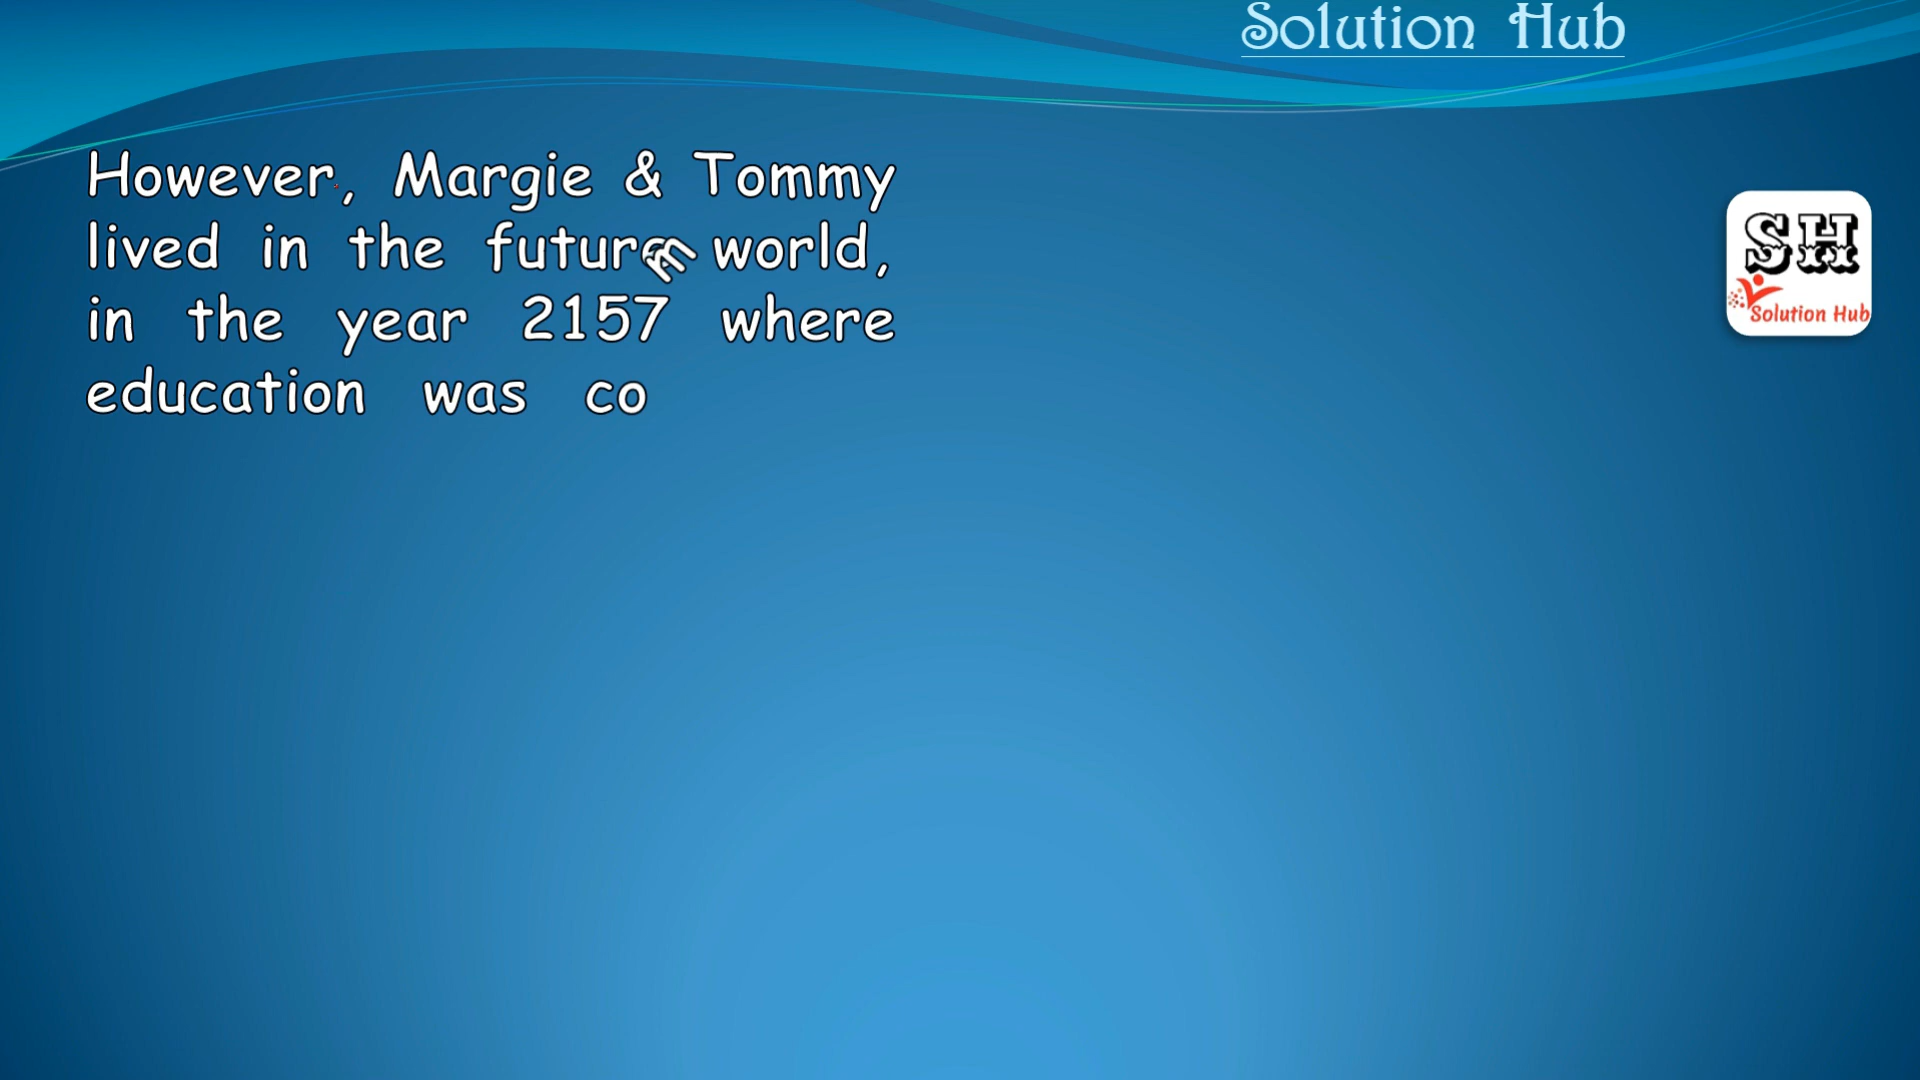 Solution Hub
However, Margie & Tommy
lived in the future world,
in the year 2157 where
education was co
m
SH
Solution Hub